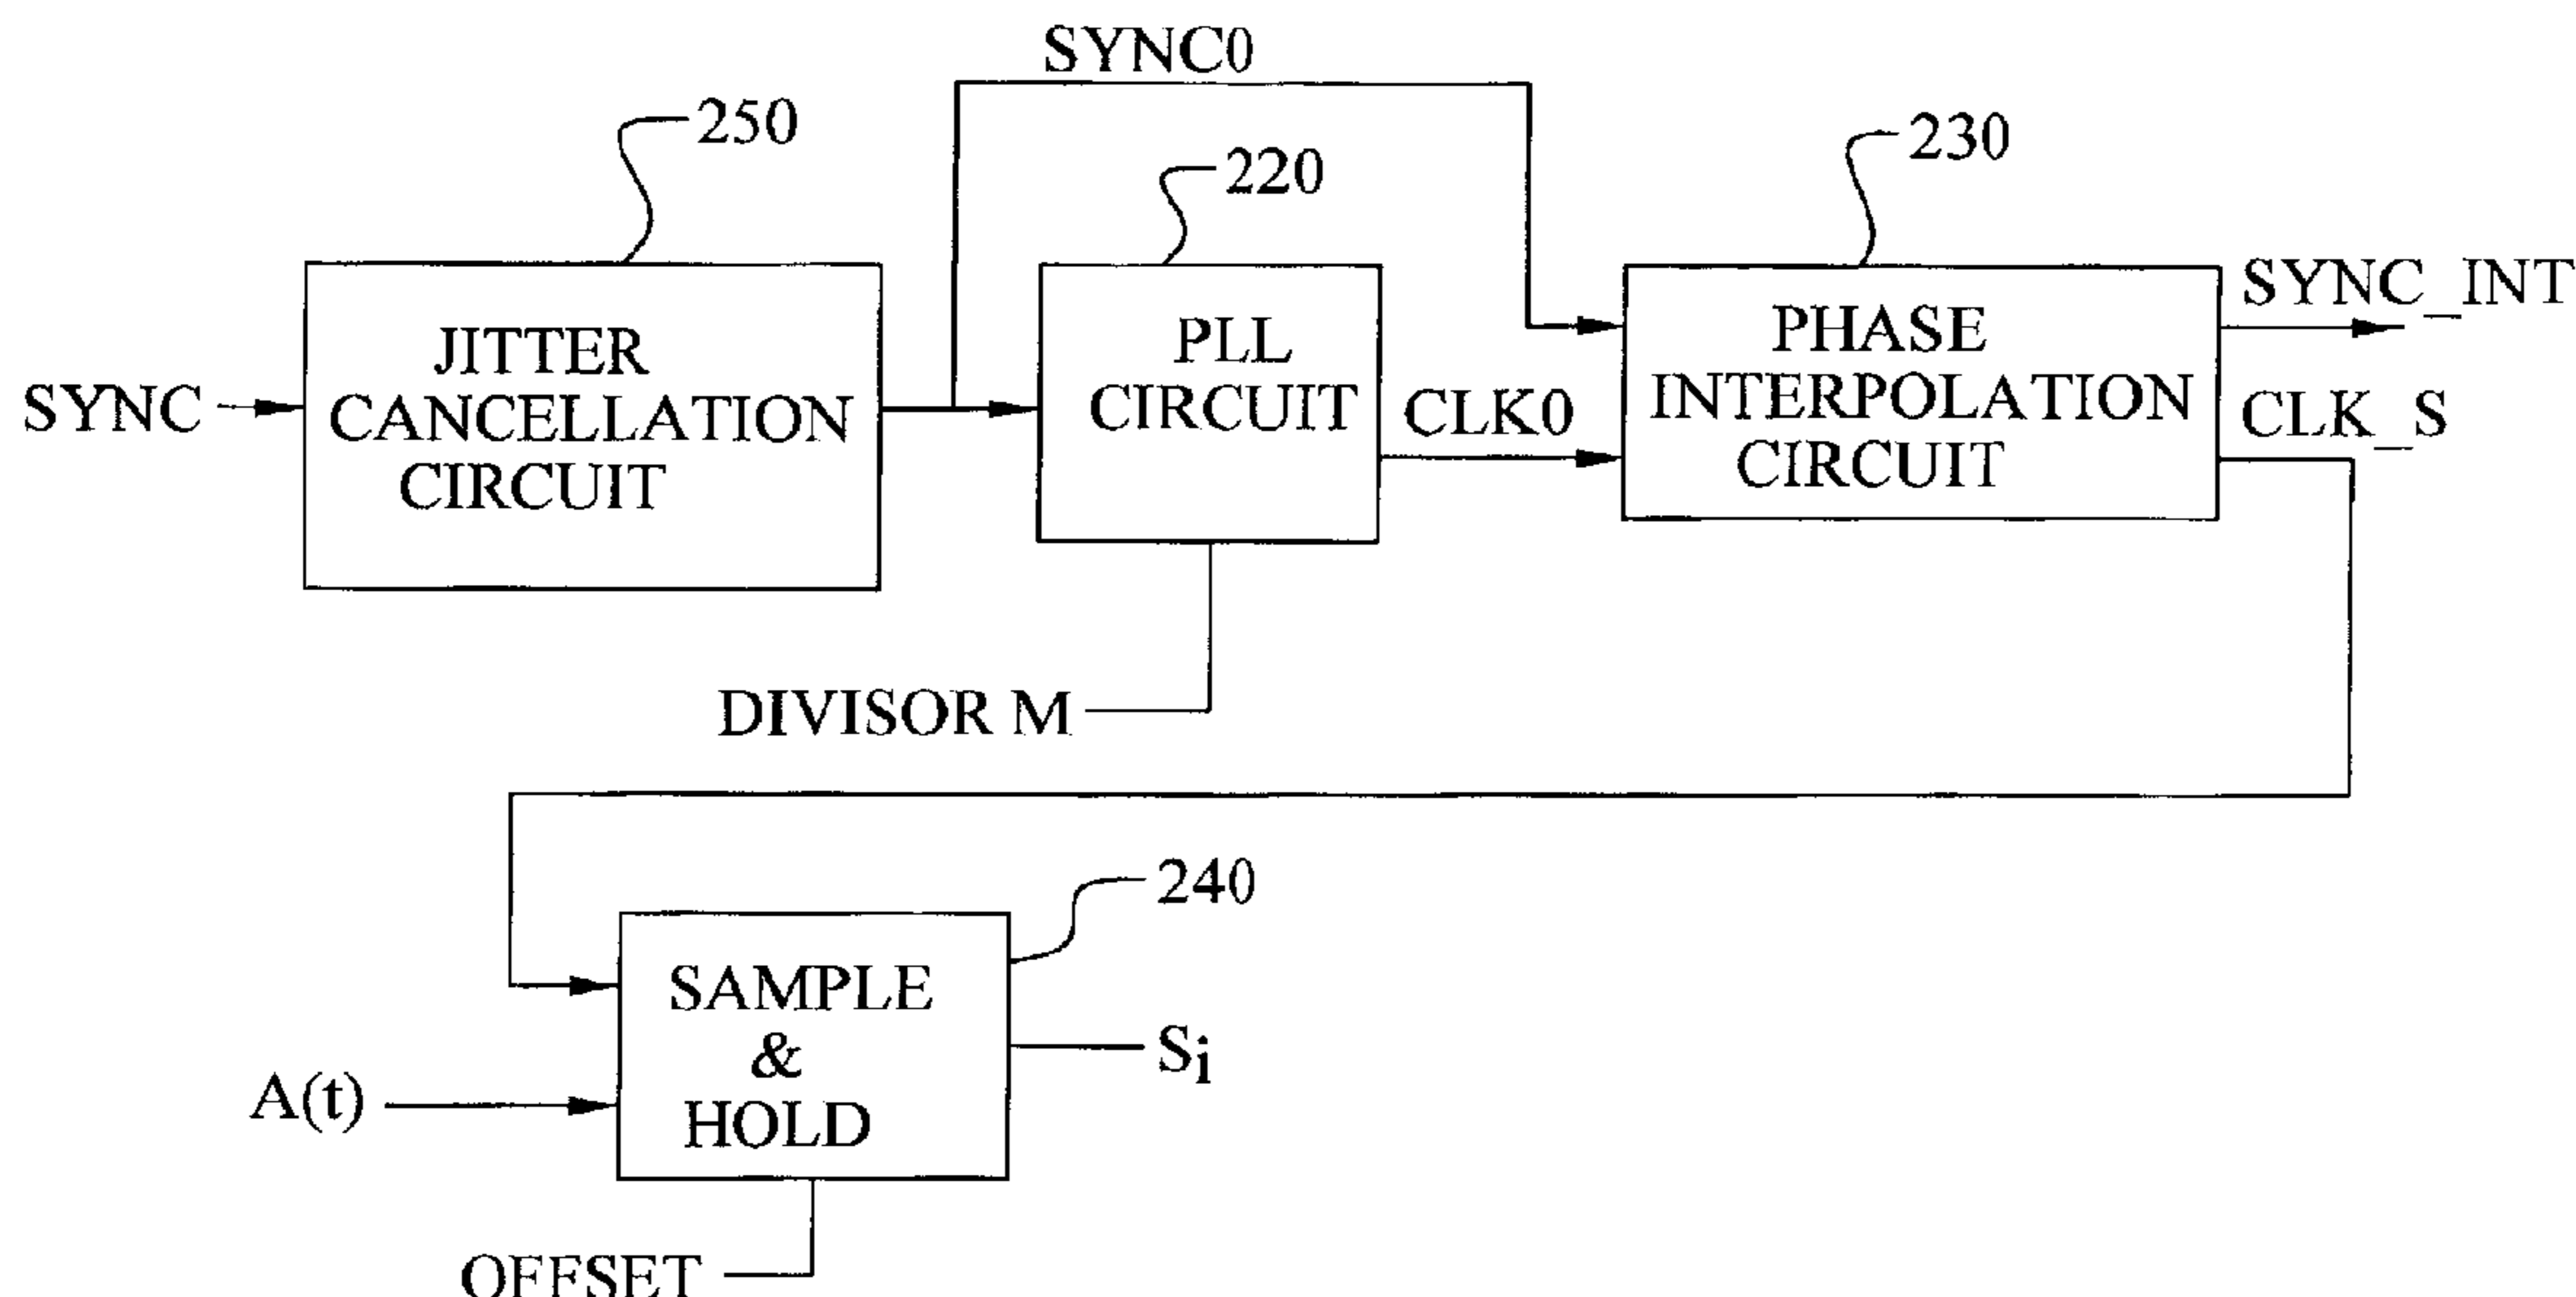 SYNC0
250
220
230
SYNC
JITTER
CANCELLATION
CIRCUIT
PLL
CIRCUIT
CLK0
PHASE
INTERPOLATION
CIRCUIT
SYNC_INT
CLK_S
DIVISOR M
240
SAMPLE
&
HOLD
Si
A(t)
OFFSET